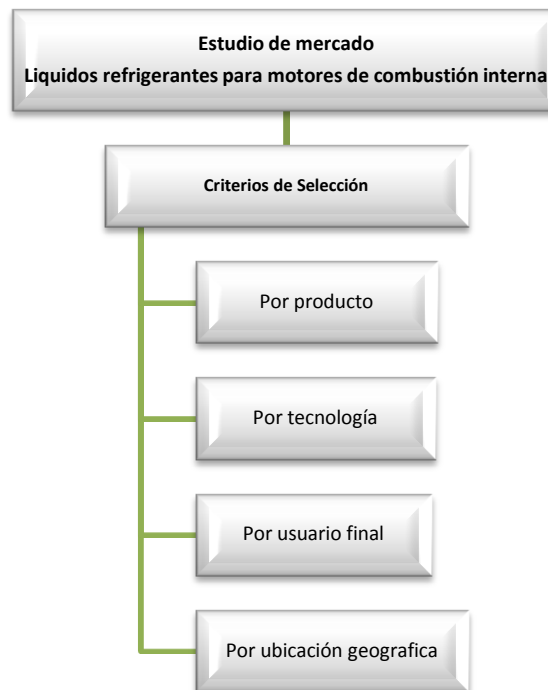 Estudio de mercado
Liquidos refrigerantes para motores de combustión interna
Criterios de Selección
Por producto
Por tecnología
Por usuario final
Por ubicación geografica